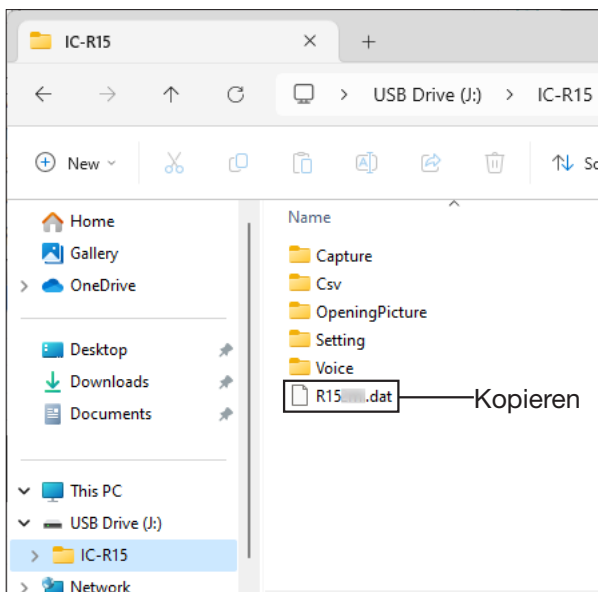 IC-R15
USB Drive (J:) > IC-R15
New
Name
Home
Gallery
OneDrive
Desktop
Downloads
Documents
This PC
USB Drive (J:)
IC-R15
Network
Capture
Csv
OpeningPicture
Setting
Voice
R15 .dat
Kopieren